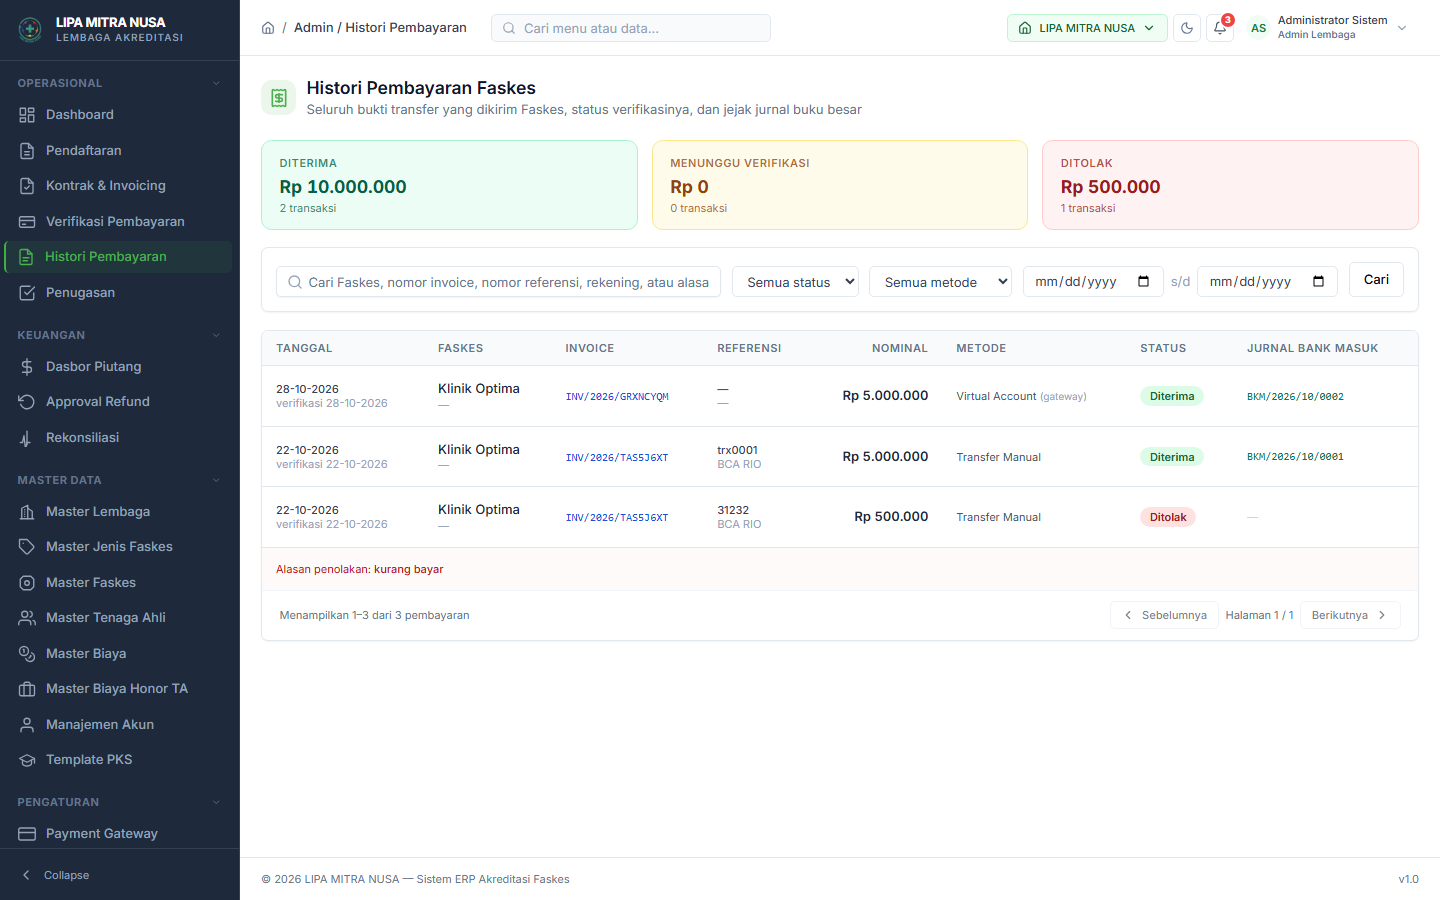 LIPA MITRA NUSA
LEMBAGA AKREDITASI
OPERASIONAL
Dashboard
Pendaftaran
Kontrak & Invoicing
Verifikasi Pembayaran
Histori Pembayaran
Penugasan
KEUANGAN
Dasbor Piutang
Approval Refund
Rekonsiliasi
MASTER DATA
Master Lembaga
Master Jenis Faskes
Master Faskes
Master Tenaga Ahli
Master Biaya
Master Biaya Honor TA
Manajemen Akun
Template PKS
PENGATURAN
Payment Gateway
Collapse
/ Admin / Histori Pembayaran
Cari menu atau data...
LIPA MITRA NUSA
3
AS
Administrator Sistem
Admin Lembaga
Histori Pembayaran Faskes
Seluruh bukti transfer yang dikirim Faskes, status verifikasinya, dan jejak jurnal buku besar
DITERIMA
Rp 10.000.000
2 transaksi
MENUNGGU VERIFIKASI
Rp 0
0 transaksi
DITOLAK
Rp 500.000
1 transaksi
Cari Faskes, nomor invoice, nomor referensi, rekening, atau alasa
Semua status
Semua metode
mm/dd/yyyy
s/d
mm/dd/yyyy
Cari
TANGGAL FASKES INVOICE REFERENSI NOMINAL METODE STATUS JURNAL BANK MASUK
28-10-2026 Klinik Optima INV/2026/GRXNCYQM — Rp 5.000.000 Virtual Account (gateway) Diterima BKM/2026/10/0002
verifikasi 28-10-2026 — —
22-10-2026 Klinik Optima INV/2026/TAS5J6XT trx0001 Rp 5.000.000 Transfer Manual Diterima BKM/2026/10/0001
verifikasi 22-10-2026 — BCA RIO
22-10-2026 Klinik Optima INV/2026/TAS5J6XT 31232 Rp 500.000 Transfer Manual Ditolak —
verifikasi 22-10-2026 — BCA RIO
Alasan penolakan: kurang bayar
Menampilkan 1–3 dari 3 pembayaran
Sebelumnya
Halaman 1 / 1
Berikutnya
© 2026 LIPA MITRA NUSA — Sistem ERP Akreditasi Faskes
v1.0